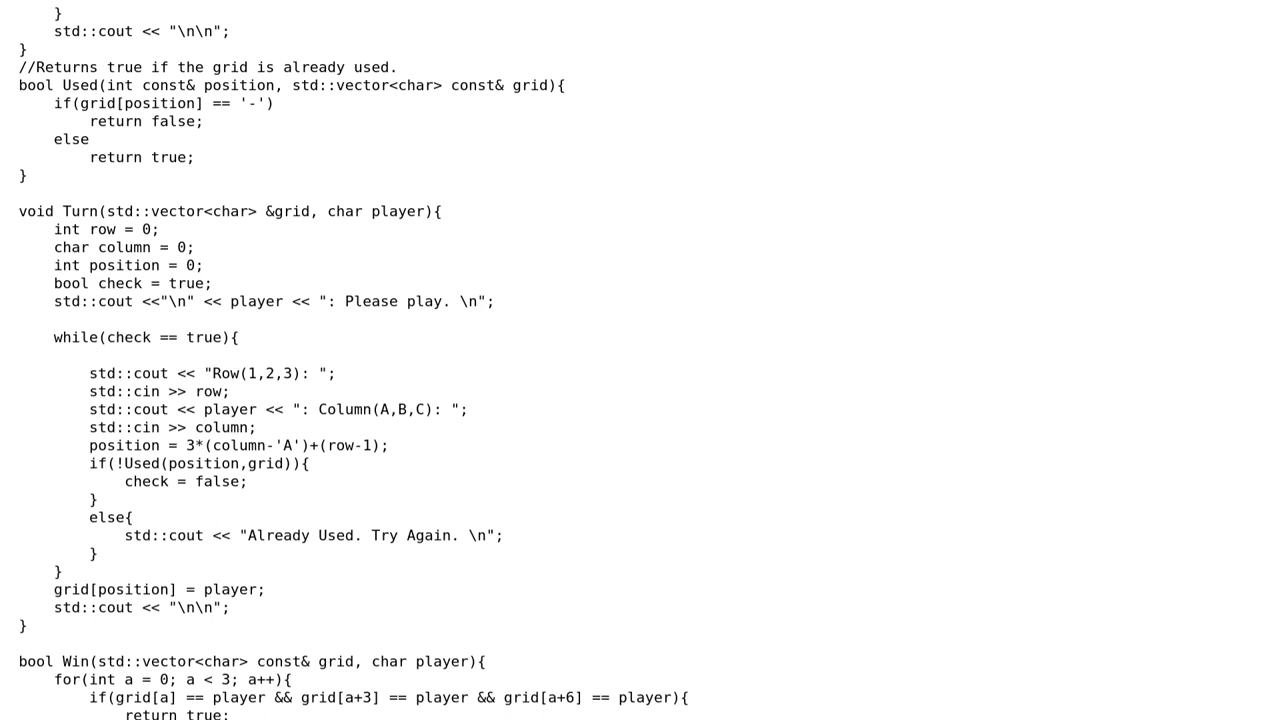 }
    std::cout << "\n\n";
}
//Returns true if the grid is already used.
bool Used(int const& position, std::vector<char> const& grid){
    if(grid[position] == '-')
        return false;
    else
        return true;
}

void Turn(std::vector<char> &grid, char player){
    int row = 0;
    char column = 0;
    int position = 0;
    bool check = true;
    std::cout <<"\n" << player << ": Please play. \n";

    while(check == true){

        std::cout << "Row(1,2,3): ";
        std::cin >> row;
        std::cout << player << ": Column(A,B,C): ";
        std::cin >> column;
        position = 3*(column-'A')+(row-1);
        if(!Used(position,grid)){
            check = false;
        }
        else{
            std::cout << "Already Used. Try Again. \n";
        }
    }
    grid[position] = player;
    std::cout << "\n\n";
}

bool Win(std::vector<char> const& grid, char player){
    for(int a = 0; a < 3; a++){
        if(grid[a] == player && grid[a+3] == player && grid[a+6] == player){
            return true;